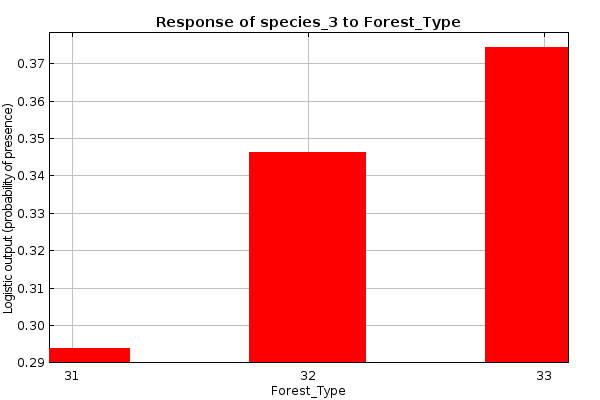 Response of species_3 to Forest_Type
Logistic output (probability of presence)
0.37
0.36
0.35
0.34
0.33
0.32
0.31
0.30
0.29
31 32 33
Forest_Type